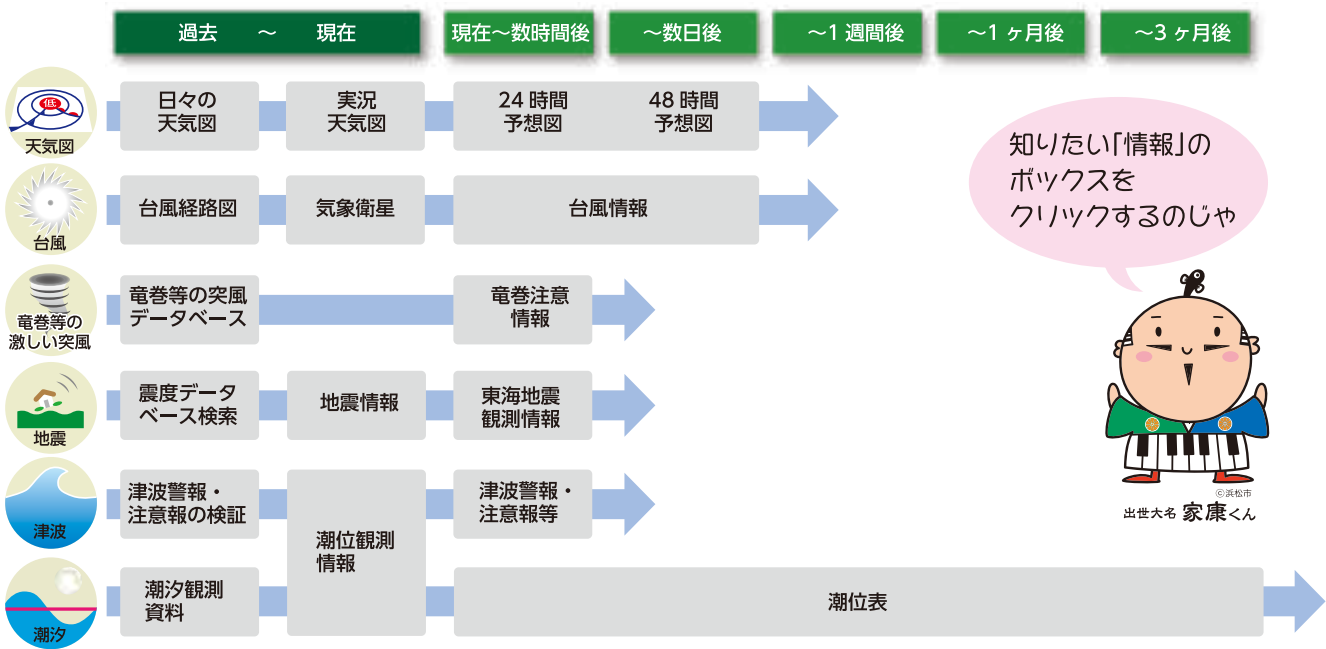 過去 ～ 現在
現在～数時間後
～数日後
～1週間後
～1ヶ月後
～3ヶ月後
低
天気図
日々の
天気図
実況
天気図
24時間
予想図
48時間
予想図
台風
台風経路図
気象衛星
台風情報
竜巻等の
激しい突風
竜巻等の突風
データベース
竜巻注意
情報
地震
震度データ
ベース検索
地震情報
東海地震
観測情報
津波
津波警報・
注意報の検証
潮位観測
情報
津波警報・
注意報等
潮汐
潮汐観測
資料
潮位表
知りたい「情報」の
ボックスを
クリックするのじゃ
©浜松市
出世大名 家康くん